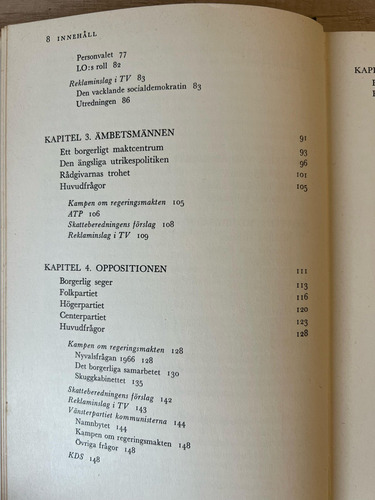 8 INNEHÅLL
Personvalet 77
LO:s roll 82
Reklaminslag i TV 83
Den vacklande socialdemokratin 83
Utredningen 86
KAPITEL 3. ÄMBETSMÄNNEN 91
Ett borgerligt maktcentrum 93
Den ängsliga utrikespolitiken 96
Rådgivarnas trohet 101
Huvudfrågor 105
Kampen om regeringsmakten 105
ATP 106
Skatteberedningens förslag 108
Reklaminslag i TV 109
KAPITEL 4. OPPOSITIONEN 111
Borgerlig seger 113
Folkpartiet 116
Högerpartiet 120
Centerpartiet 123
Huvudfrågor 128
Kampen om regeringsmakten 128
Nyvalsfrågan 1966 128
Det borgerliga samarbetet 130
Skuggkabinettet 135
Skatteberedningens förslag 142
Reklaminslag i TV 143
Vänsterpartiet kommunisterna 144
Namnbytet 144
Kampen om regeringsmakten 148
Övriga frågor 148
KDS 148